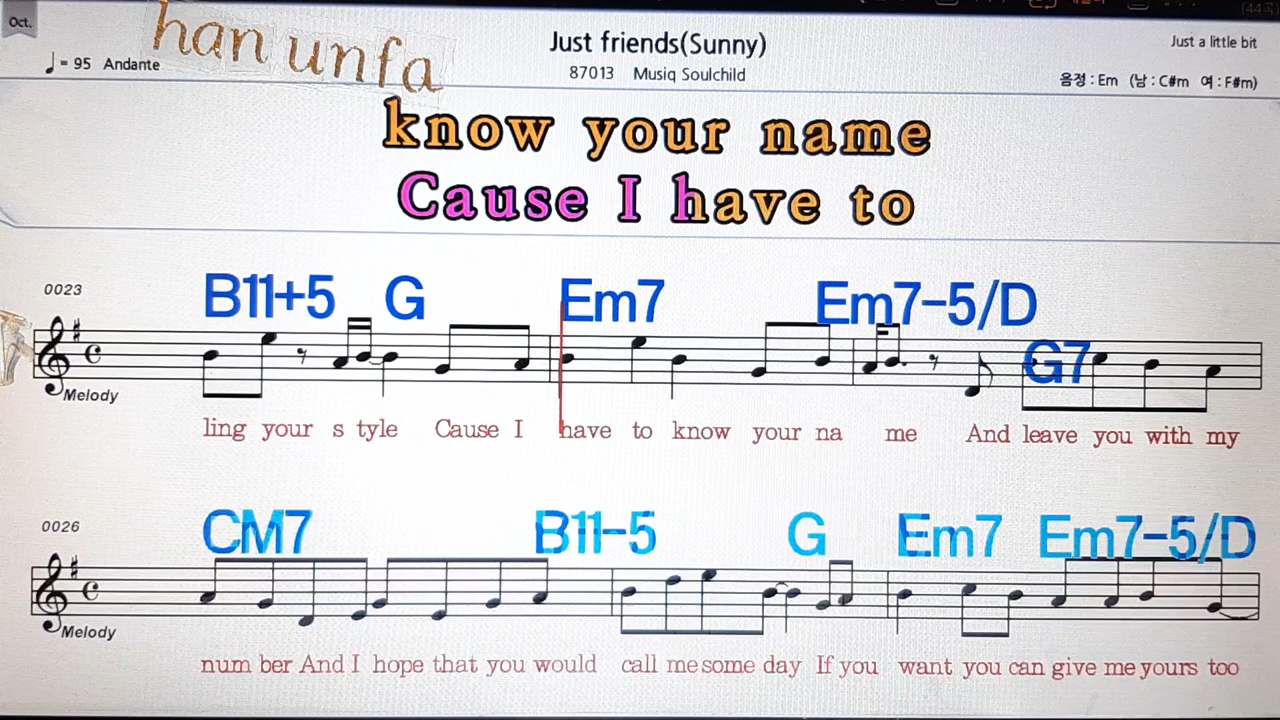 Oct.
han unfa
Just friends(Sunny)
Just a little bit
♩= 95 Andante
87013 Musiq Soulchild
음정 : Em (남 : C#m 여 : F#m)
know your name
Cause I have to
0023
B11+5 G Em7 Em7-5/D G7
Melody
ling your s tyle Cause I have to know your na me And leave you with my
0026
CM7 B11-5 G Em7 Em7-5/D
Melody
num ber And I hope that you would call me some day If you want you can give me yours too